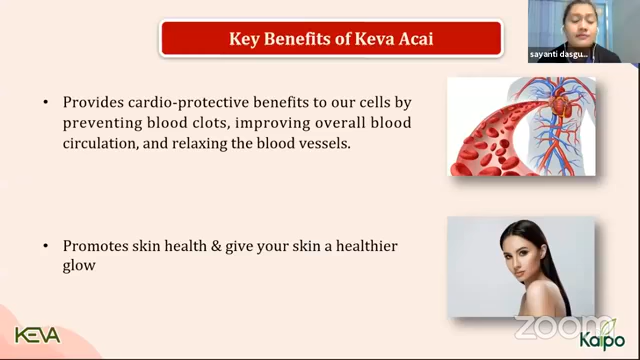 Key Benefits of Keva Acai
sayanti dasgu...
• Provides cardio-protective benefits to our cells by
preventing blood clots, improving overall blood
circulation, and relaxing the blood vessels.
• Promotes skin health & give your skin a healthier
glow
KEVA
zoom
Kaipo